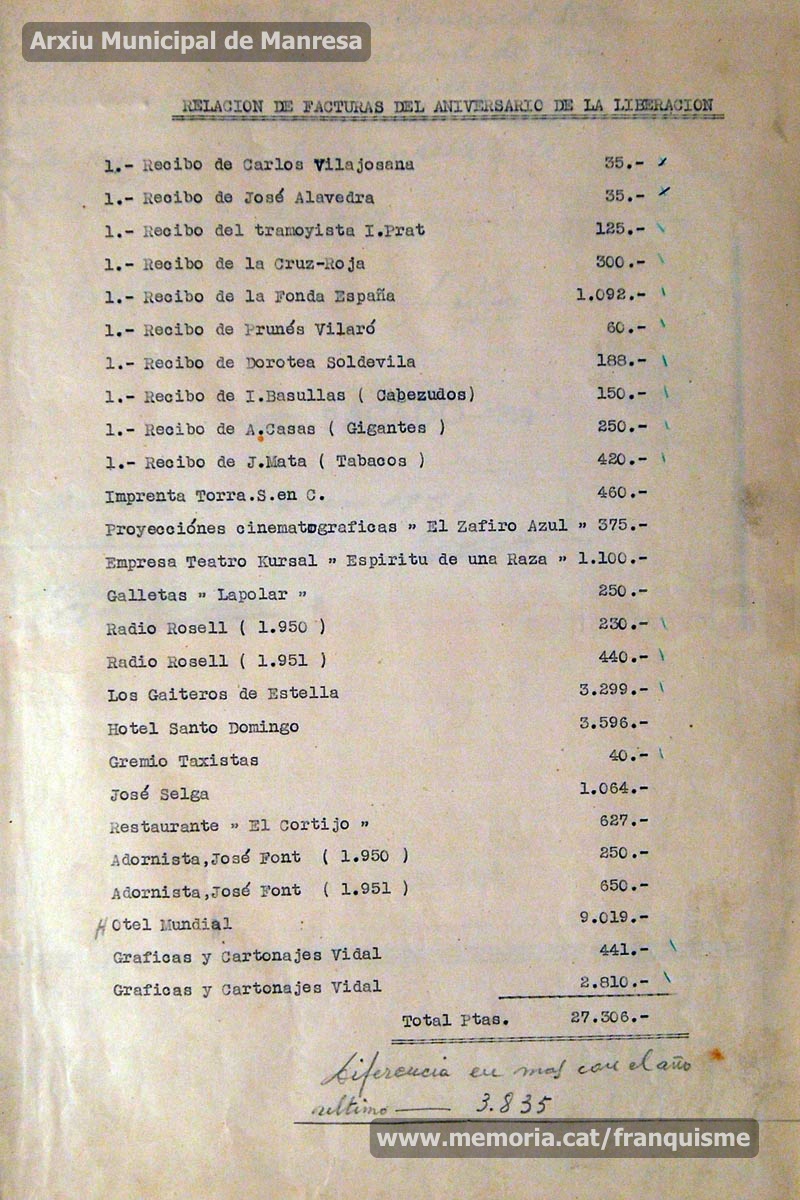 Arxiu Municipal de Manresa
RELACION DE FACTURAS DEL ANIVERSARIO DE LA LIBERACION
1.- Recibo de Carlos Vilajosana 35.-
1.- Recibo de José Alavedra 35.-
1.- Recibo del tramoyista I.Prat 125.-
1.- Recibo de la Cruz-Roja 300.-
1.- Recibo de la Fonda España 1.092.-
1.- Recibo de Prunés Vilaró 60.-
1.- Recibo de Dorotea Soldevila 188.-
1.- Recibo de I.Basullas ( Cabezudos) 150.-
1.- Recibo de A.Casas ( Gigantes ) 250.-
1.- Recibo de J.Mata ( Tabacos ) 420.-
Imprenta Torra.S.en C. 460.-
Proyecciónes cinematograficas " El Zafiro Azul " 375.-
Empresa Teatro Kursal " Espiritu de una Raza " 1.100.-
Galletas " Lapolar " 250.-
Radio Rosell ( 1.950 ) 230.-
Radio Rosell ( 1.951 ) 440.-
Los Gaiteros de Estella 3.299.-
Hotel Santo Domingo 3.596.-
Gremio Taxistas 40.-
José Selga 1.064.-
Restaurante " El Cortijo " 627.-
Adornista,José Font ( 1.950 ) 250.-
Adornista,José Font ( 1.951 ) 650.-
Hotel Mundial 9.019.-
Graficas y Cartonajes Vidal 441.-
Graficas y Cartonajes Vidal 2.810.-
Total Ptas. 27.306.-
Diferencia en mas con el año
ultimo — 3.835
www.memoria.cat/franquisme